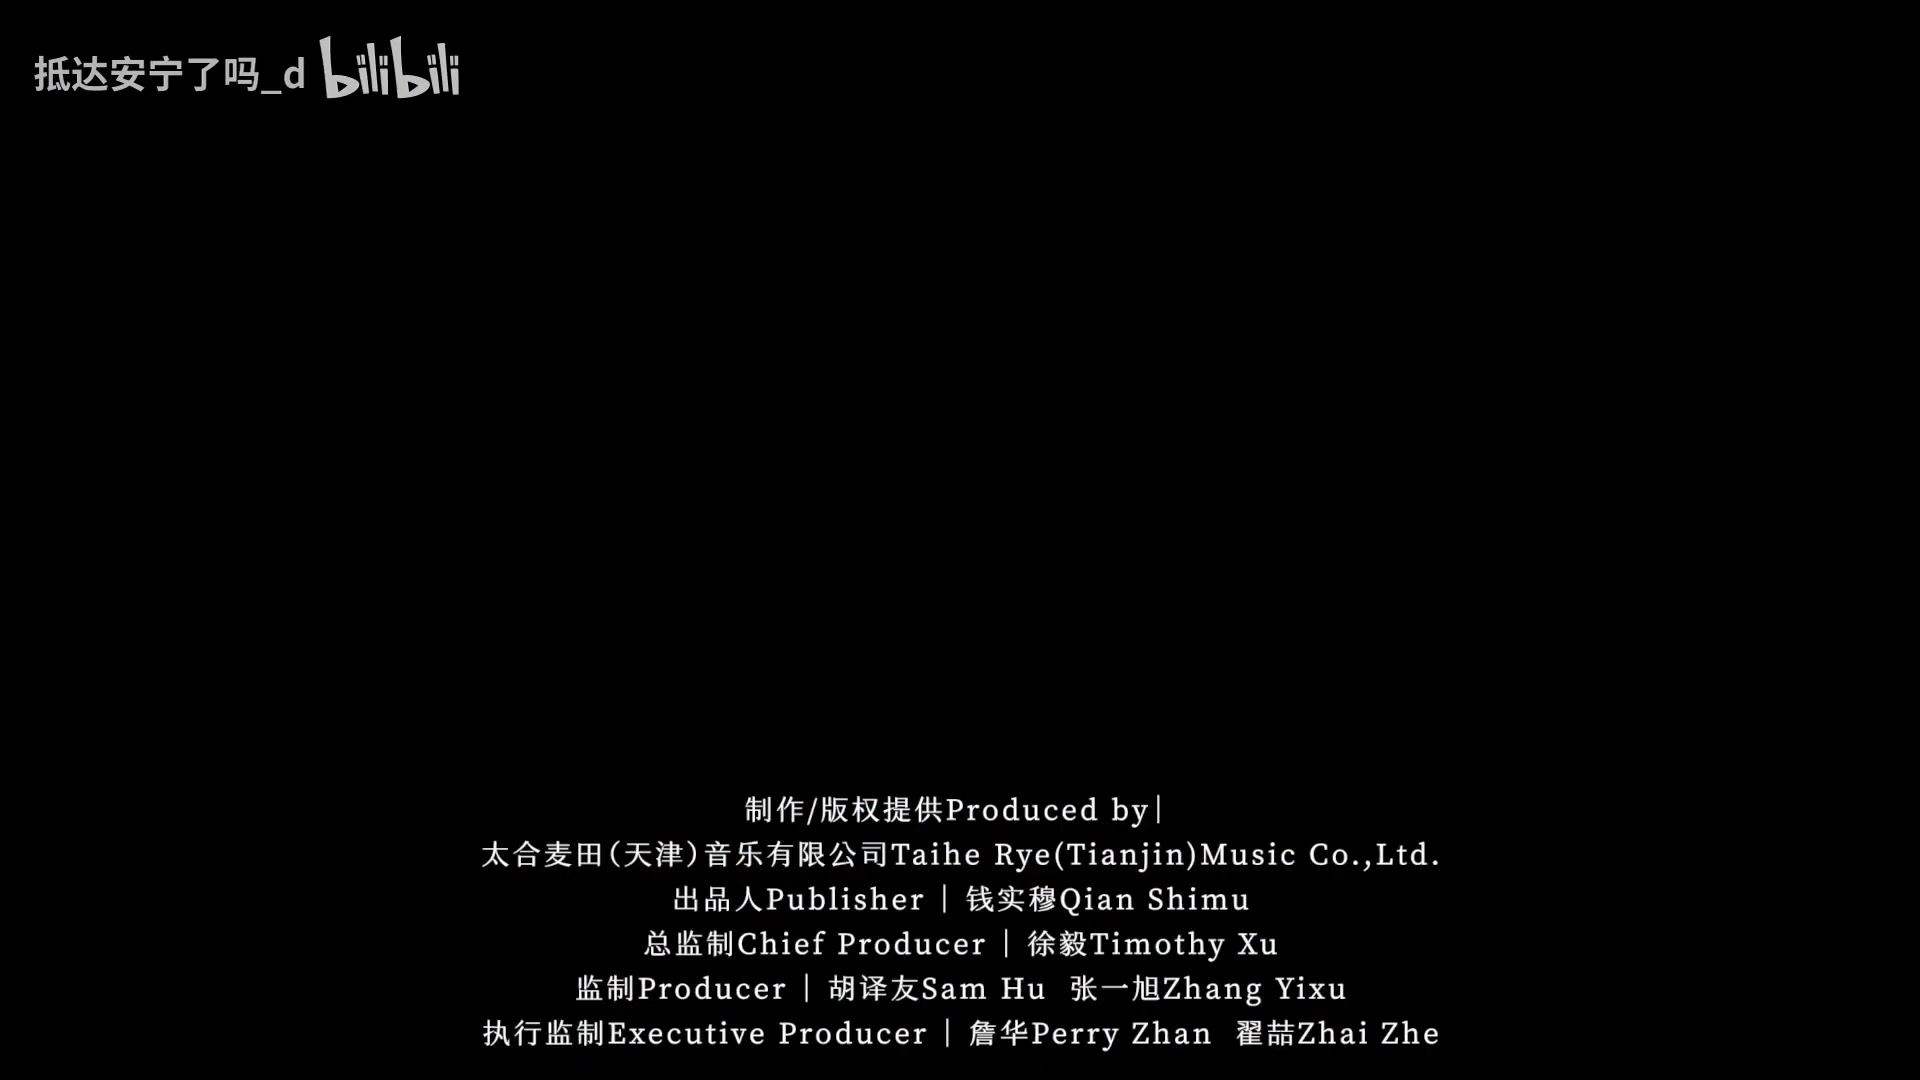 抵达安宁了吗_d bilibili
制作/版权提供Produced by|
太合麦田(天津)音乐有限公司Taihe Rye(Tianjin)Music Co.,Ltd.
出品人Publisher | 钱实穆Qian Shimu
总监制Chief Producer | 徐毅Timothy Xu
监制Producer | 胡译友Sam Hu 张一旭Zhang Yixu
执行监制Executive Producer | 詹华Perry Zhan 翟喆Zhai Zhe